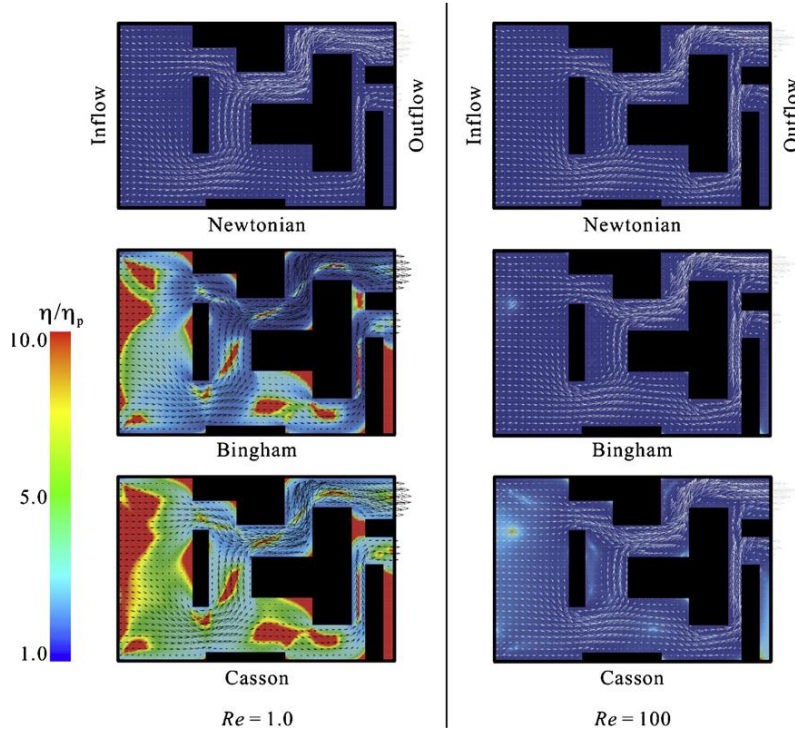 Inflow
Outflow
Newtonian
Inflow
Outflow
Newtonian
η/ηp
10.0
5.0
1.0
Bingham
Bingham
Casson
Casson
Re = 1.0
Re = 100